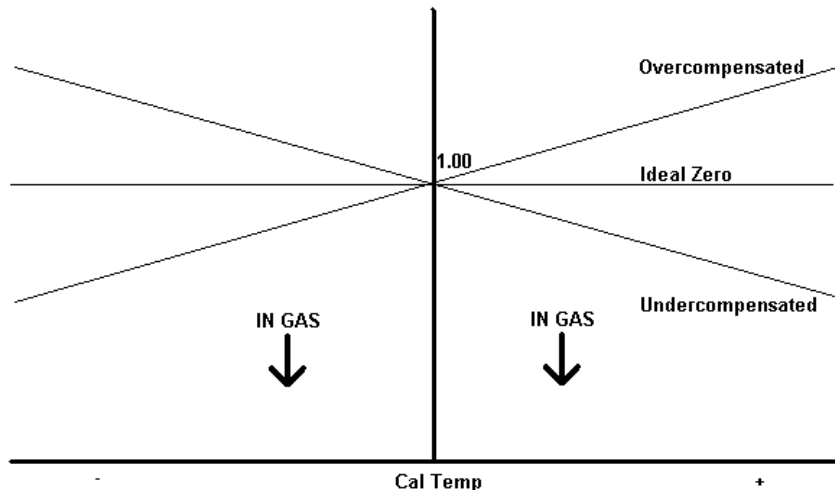 Overcompensated
1.00
Ideal Zero
Undercompensated
IN GAS
IN GAS
- Cal Temp +